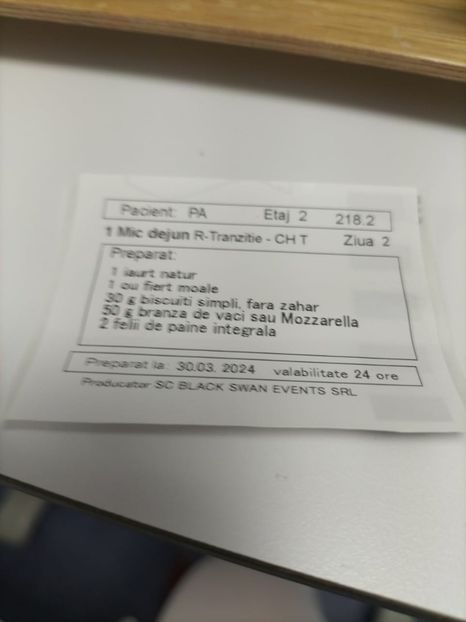 Pacient: PA Etaj 2 218.2
1 Mic dejun R-Tranzitie - CH T Ziua 2
Preparat:
1 iaurt natur
1 ou fiert moale
30 g biscuiti simpli, fara zahar
50 g branza de vaci sau Mozzarella
2 felii de paine integrala
Preparat la: 30.03. 2024 valabilitate 24 ore
Producator SC BLACK SWAN EVENTS SRL